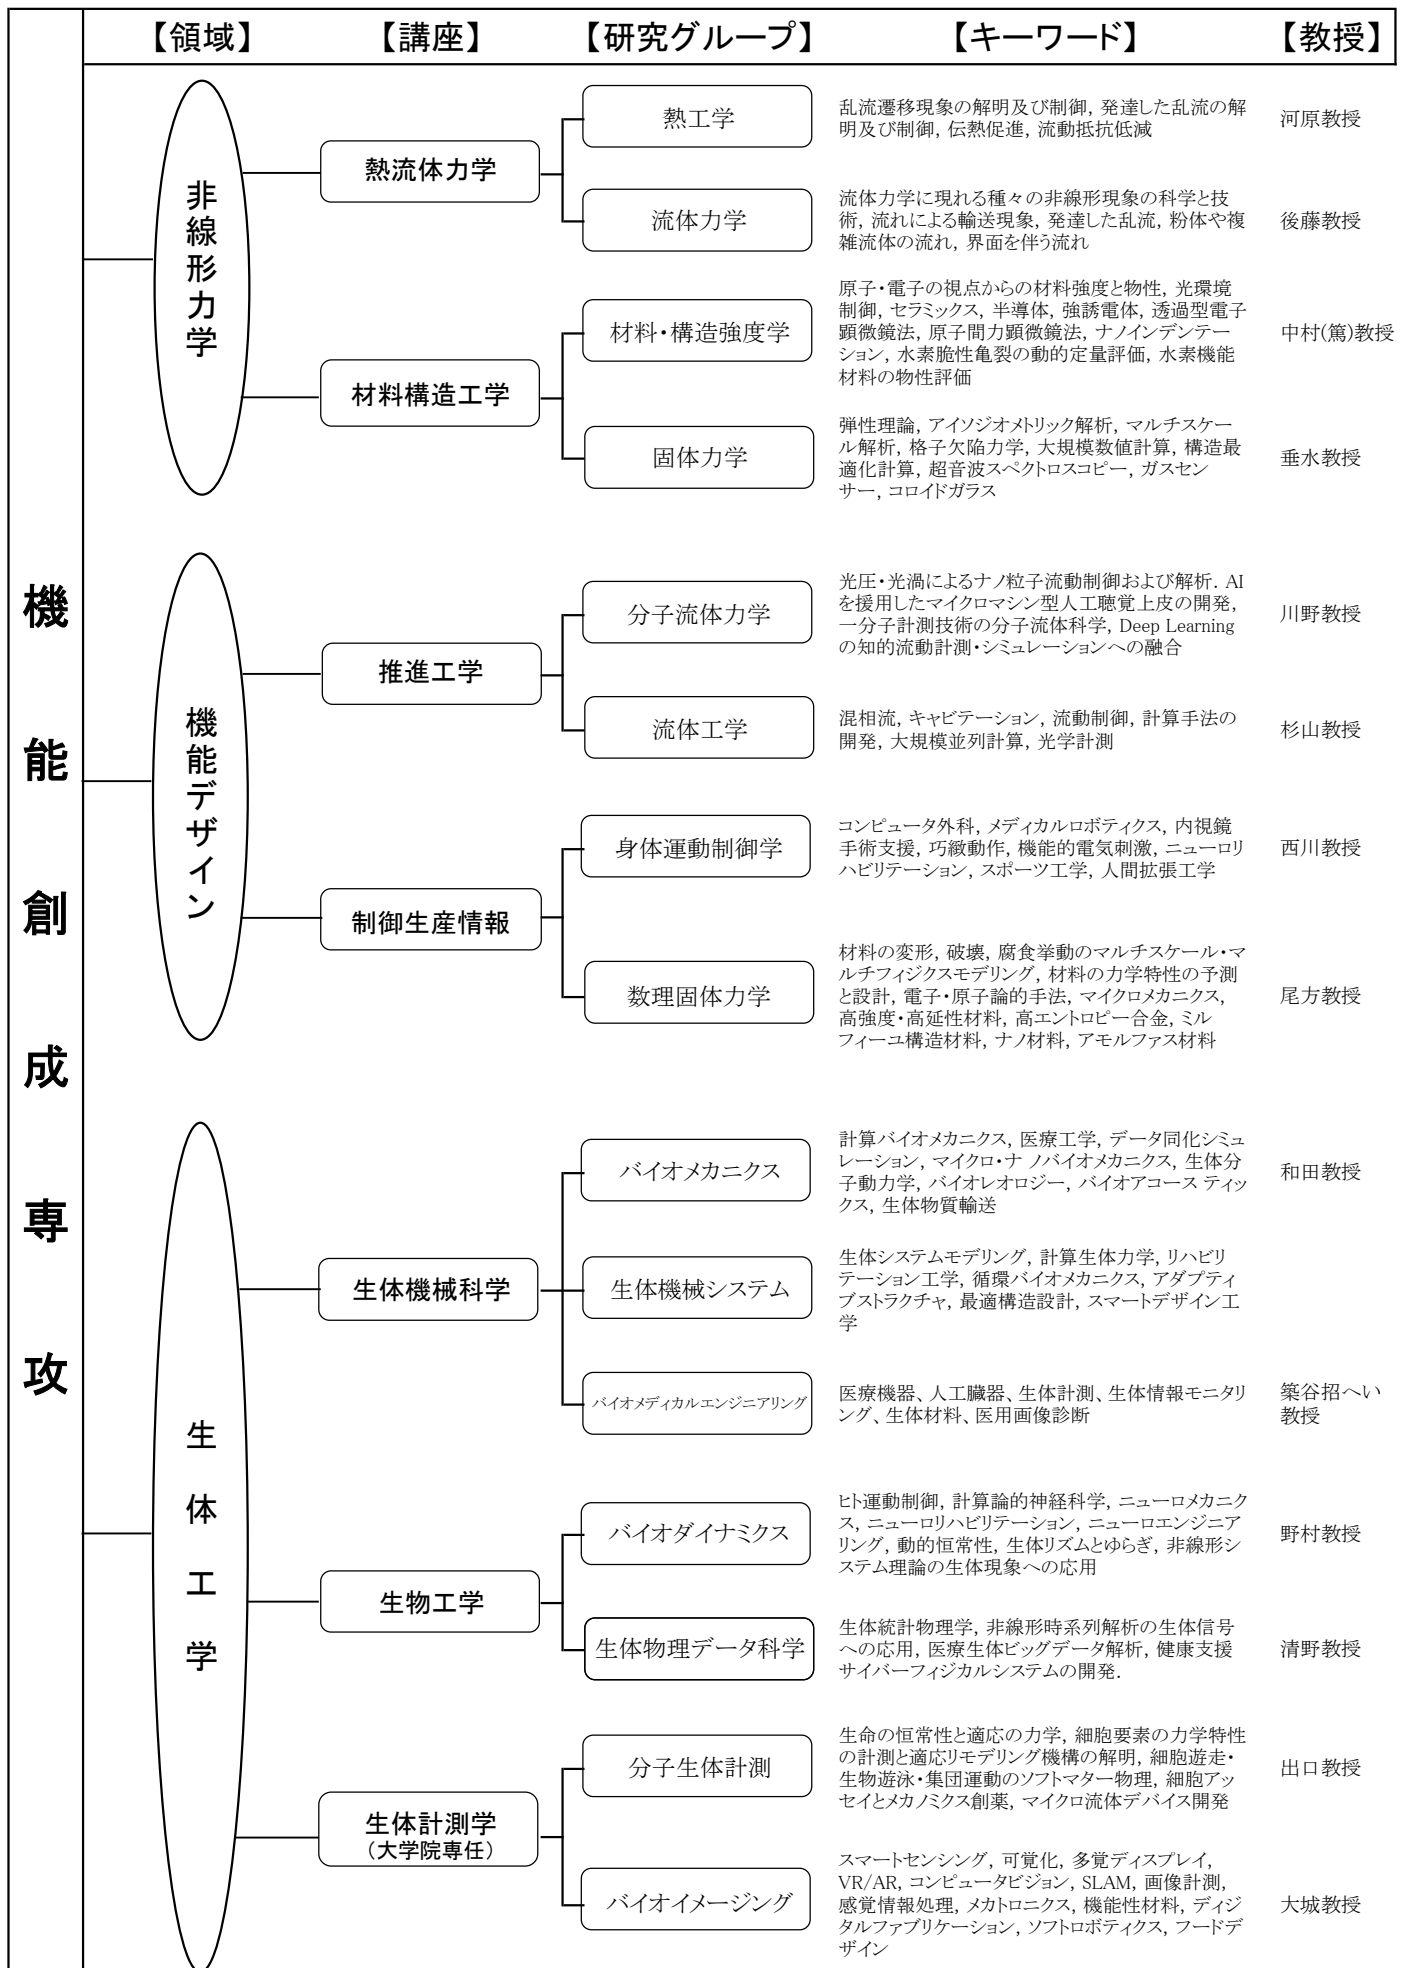 【領域】
【講座】
【研究グループ】
【キーワード】
【教授】
機能創成専攻
非線形力学
熱流体力学
熱工学
乱流遷移現象の解明及び制御, 発達した乱流の解
明及び制御, 伝熱促進, 流動抵抗低減
河原教授
流体力学
流体力学に現れる種々の非線形現象の科学と技
術, 流れによる輸送現象, 発達した乱流, 粉体や複
雑流体の流れ, 界面を伴う流れ
後藤教授
材料構造工学
材料・構造強度学
原子・電子の視点からの材料強度と物性, 光環境
制御, セラミックス, 半導体, 強誘電体, 透過型電子
顕微鏡法, 原子間力顕微鏡法, ナノインデンテー
ション, 水素脆性亀裂の動的定量評価, 水素機能
材料の物性評価
中村(篤)教授
固体力学
弾性理論, アイソジオメトリック解析, マルチスケー
ル解析, 格子欠陥力学, 大規模数値計算, 構造最
適化計算, 超音波スペクトロスコピー, ガスセン
サー, コロイドガラス
垂水教授
機能デザイン
推進工学
分子流体力学
光圧・光渦によるナノ粒子流動制御および解析. AI
を援用したマイクロマシン型人工聴覚上皮の開発,
一分子計測技術の分子流体科学, Deep Learning
の知的流動計測・シミュレーションへの融合
川野教授
流体工学
混相流, キャビテーション, 流動制御, 計算手法の
開発, 大規模並列計算, 光学計測
杉山教授
制御生産情報
身体運動制御学
コンピュータ外科, メディカルロボティクス, 内視鏡
手術支援, 巧緻動作, 機能的電気刺激, ニューロリ
ハビリテーション, スポーツ工学, 人間拡張工学
西川教授
数理固体力学
材料の変形, 破壊, 腐食挙動のマルチスケール・マ
ルチフィジクスモデリング, 材料の力学特性の予測
と設計, 電子・原子論的手法, マイクロメカニクス,
高強度・高延性材料, 高エントロピー合金, ミル
フィーユ構造材料, ナノ材料, アモルファス材料
尾方教授
生体工学
生体機械科学
バイオメカニクス
計算バイオメカニクス, 医療工学, データ同化シミュ
レーション, マイクロ・ナ ノバイオメカニクス, 生体分
子動力学, バイオレオロジー, バイオアコース ティッ
クス, 生体物質輸送
和田教授
生体機械システム
生体システムモデリング, 計算生体力学, リハビリ
テーション工学, 循環バイオメカニクス, アダプティ
ブストラクチャ, 最適構造設計, スマートデザイン工
学
バイオメディカルエンジニアリング
医療機器、人工臓器、生体計測、生体情報モニタリ
ング、生体材料、医用画像診断
築谷招へい
教授
生物工学
バイオダイナミクス
ヒト運動制御, 計算論的神経科学, ニューロメカニク
ス, ニューロリハビリテーション, ニューロエンジニア
リング, 動的恒常性, 生体リズムとゆらぎ, 非線形シ
ステム理論の生体現象への応用
野村教授
生体物理データ科学
生体統計物理学, 非線形時系列解析の生体信号
への応用, 医療生体ビッグデータ解析, 健康支援
サイバーフィジカルシステムの開発.
清野教授
生体計測学
（大学院専任）
分子生体計測
生命の恒常性と適応の力学, 細胞要素の力学特性
の計測と適応リモデリング機構の解明, 細胞遊走・
生物遊泳・集団運動のソフトマター物理, 細胞アッ
セイとメカノミクス創薬, マイクロ流体デバイス開発
出口教授
バイオイメージング
スマートセンシング, 可覚化, 多覚ディスプレイ,
VR/AR, コンピュータビジョン, SLAM, 画像計測,
感覚情報処理, メカトロニクス, 機能性材料, ディジ
タルファブリケーション, ソフトロボティクス, フードデ
ザイン
大城教授